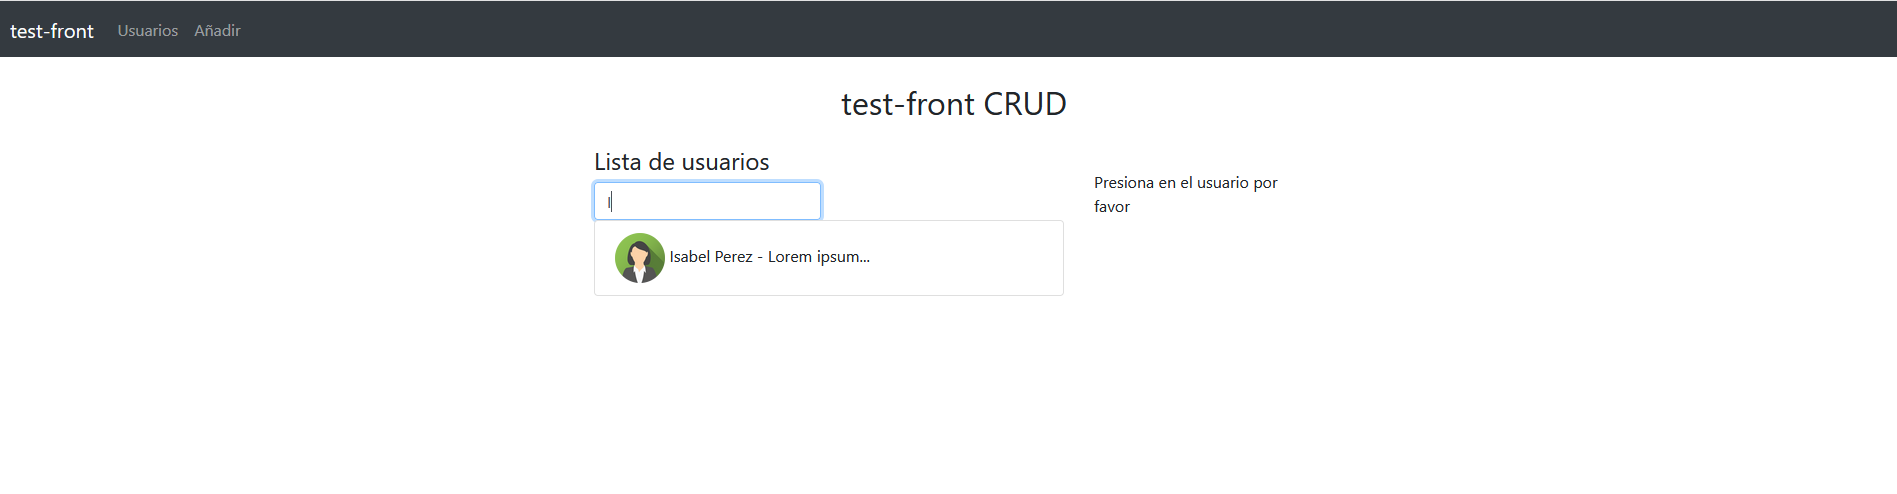 test-front Usuarios Añadir
test-front CRUD
Lista de usuarios
I
Isabel Perez - Lorem ipsum...
Presiona en el usuario por
favor